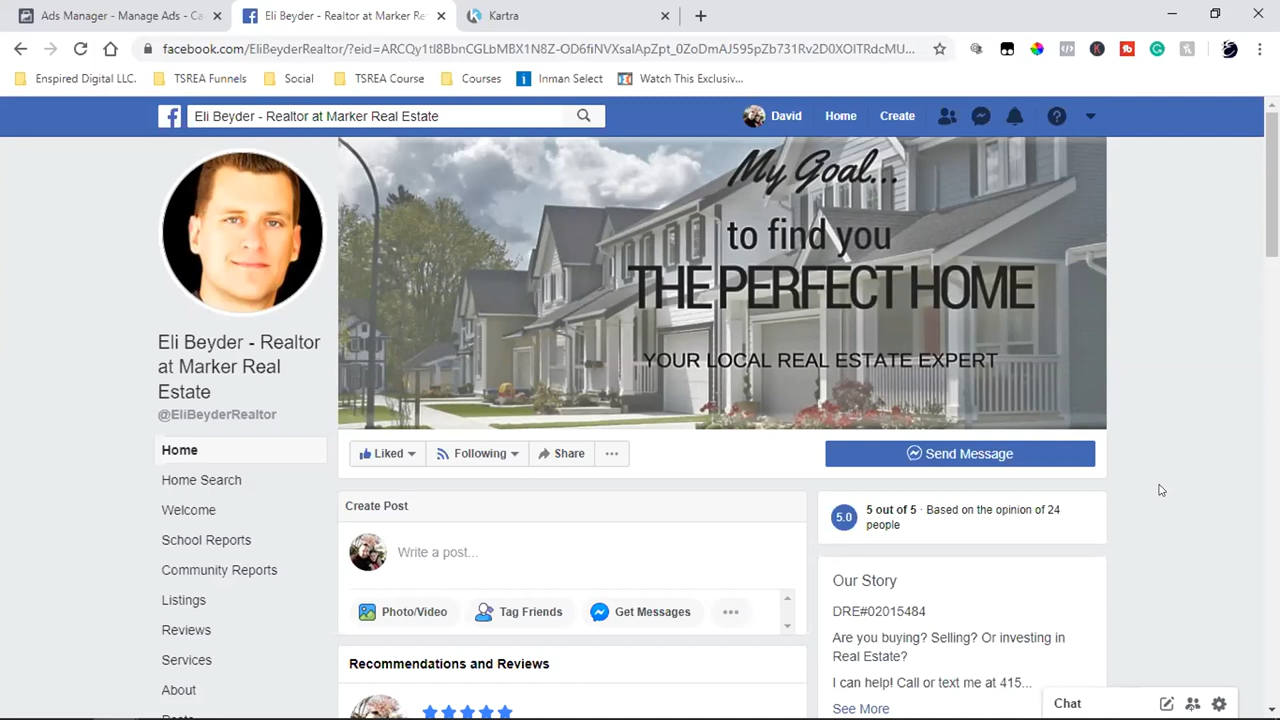 Ads Manager - Manage Ads - Ca
Eli Beyder - Realtor at Marker Re
Kartra
facebook.com/EliBeyderRealtor/?eid=ARCQy1tl8BbnCGLbMBX1N8Z-OD6fiNVXsalApZpt_0ZoDmAJ595pZb731Rv2D0XOITRdcMU...
Enspired Digital LLC.
TSREA Funnels
Social
TSREA Course
Courses
Inman Select
Watch This Exclusiv...
Eli Beyder - Realtor at Marker Real Estate
David
Home
Create
My Goal...
to find you
THE PERFECT HOME
YOUR LOCAL REAL ESTATE EXPERT
Eli Beyder - Realtor
at Marker Real
Estate
@EliBeyderRealtor
Home
Home Search
Welcome
School Reports
Community Reports
Listings
Reviews
Services
About
Liked
Following
Share
Send Message
Create Post
Write a post...
Photo/Video
Tag Friends
Get Messages
Recommendations and Reviews
5.0
5 out of 5 · Based on the opinion of 24
people
Our Story
DRE#02015484
Are you buying? Selling? Or investing in
Real Estate?
I can help! Call or text me at 415...
See More
Chat